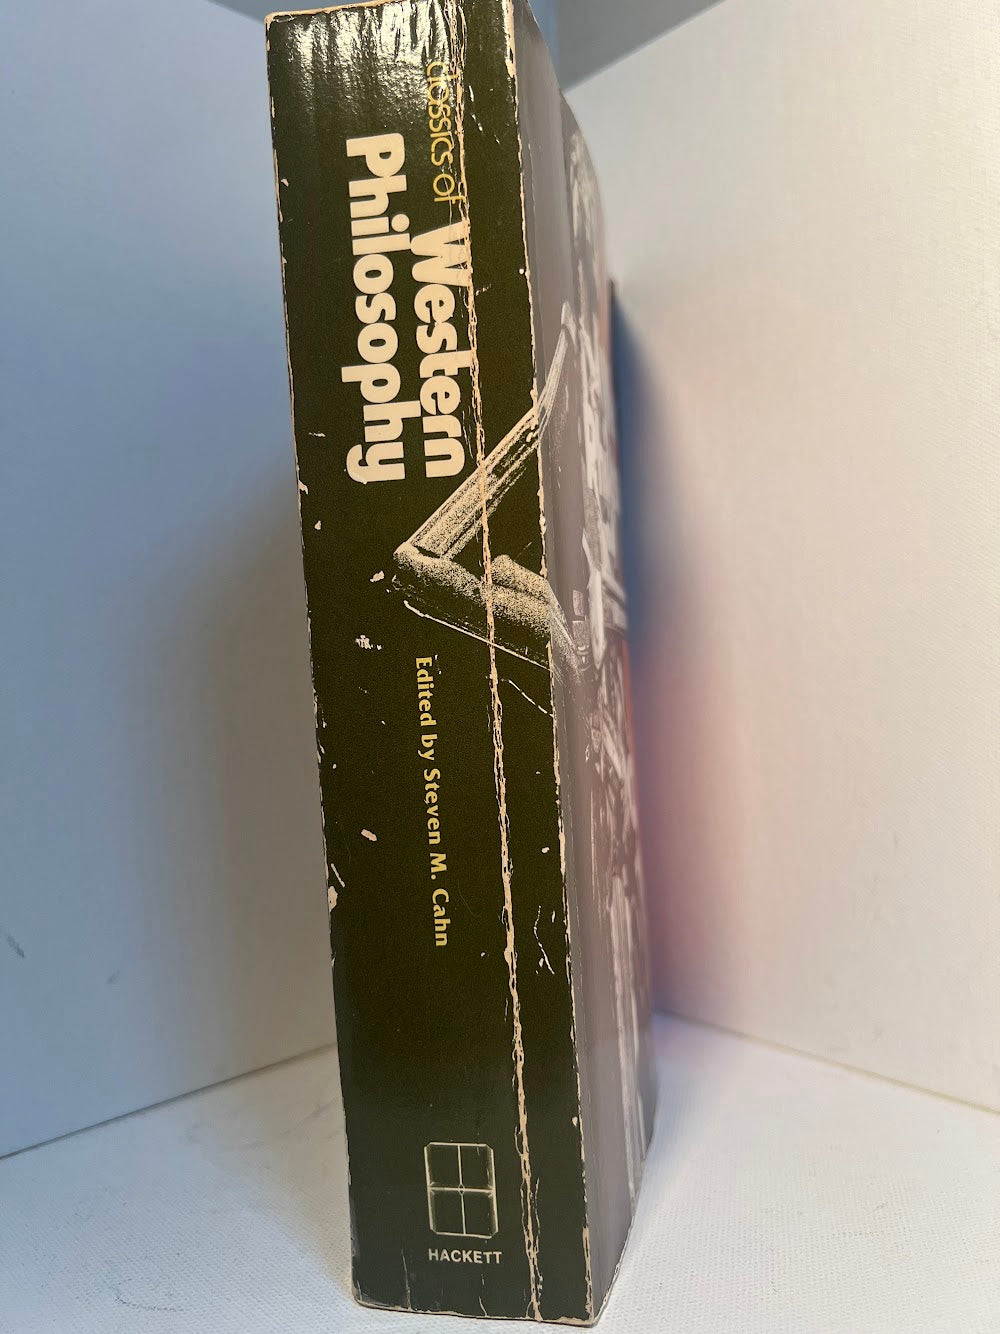 classics of Western
Philosophy
Edited by Steven M. Cahn
HACKETT